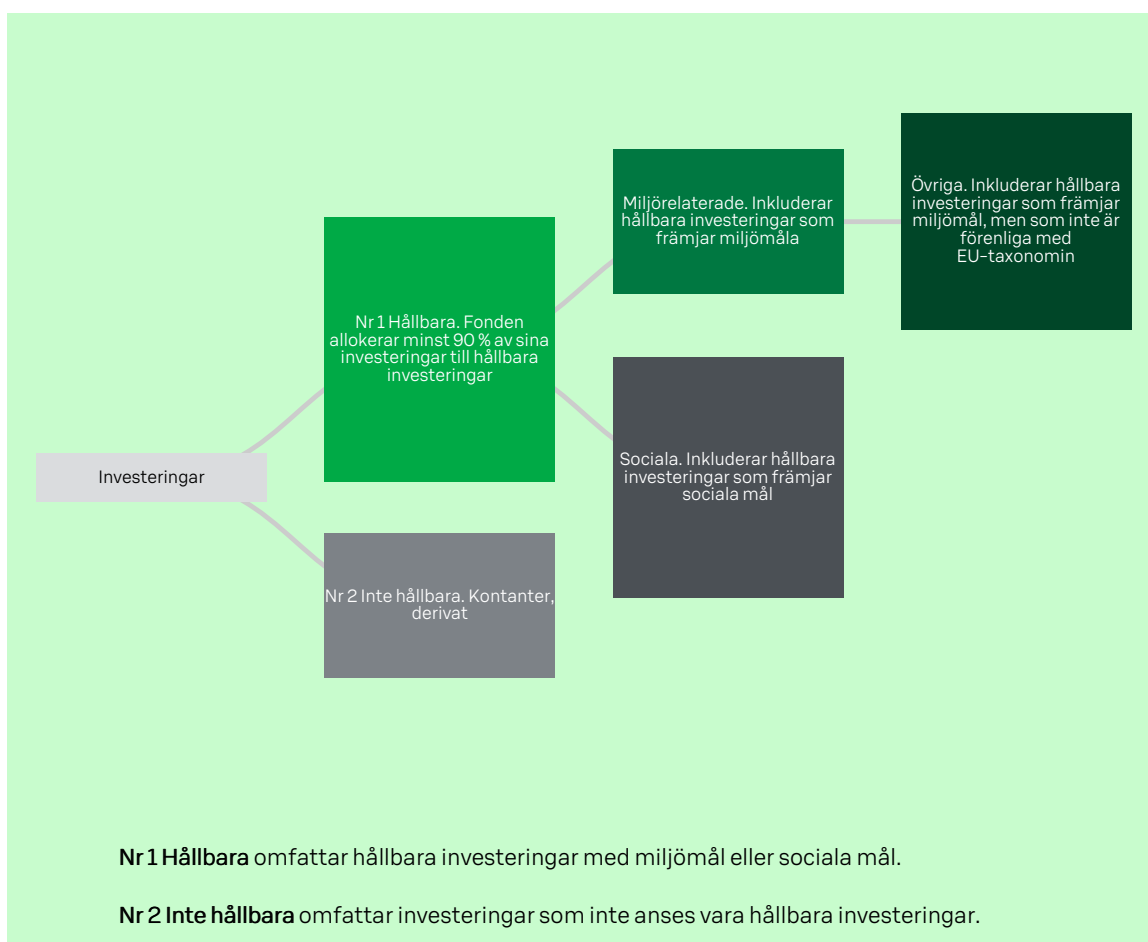 Investeringar
Nr 1 Hållbara. Fonden
allokerar minst 90 % av sina
investeringar till hållbara
investeringar
Nr 2 Inte hållbara. Kontanter,
derivat
Miljörelaterade. Inkluderar
hållbara investeringar som
främjar miljömåla
Sociala. Inkluderar hållbara
investeringar som främjar
sociala mål
Övriga. Inkluderar hållbara
investeringar som främjar
miljömål, men som inte är
förenliga med
EU-taxonomin
Nr 1 Hållbara omfattar hållbara investeringar med miljömål eller sociala mål.
Nr 2 Inte hållbara omfattar investeringar som inte anses vara hållbara investeringar.